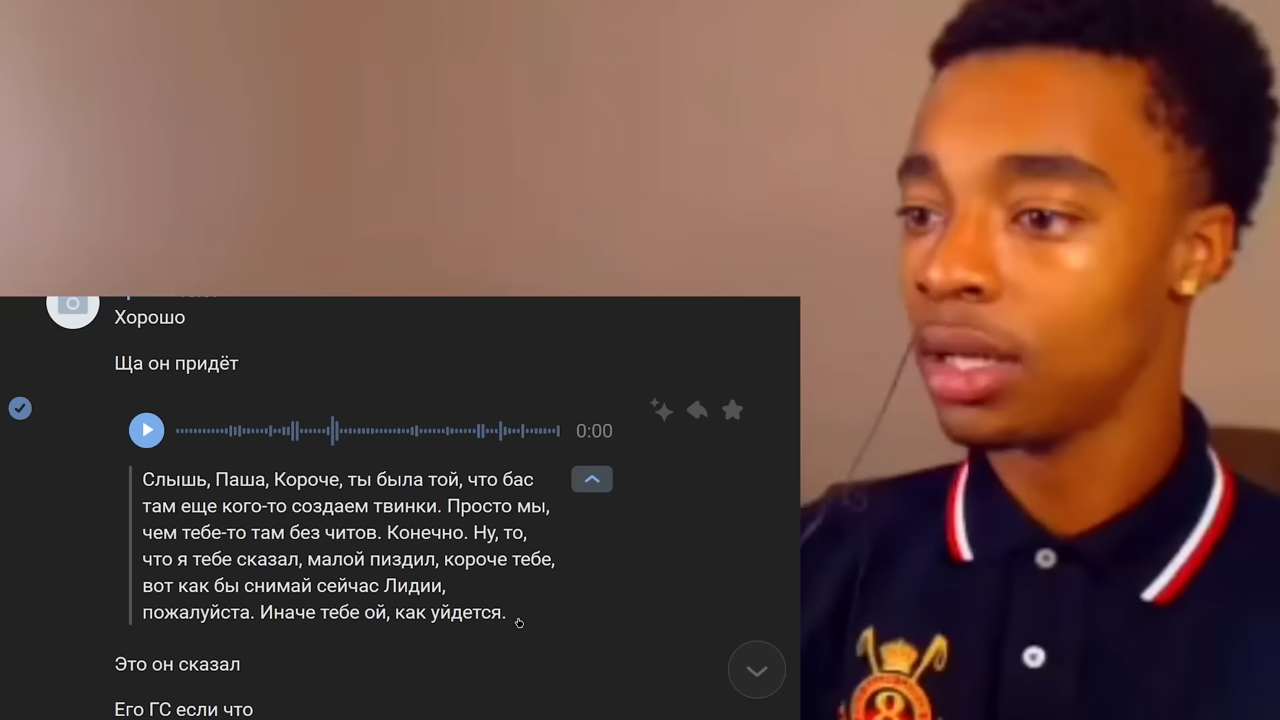 Хорошо
Ща он придёт
0:00
Слышь, Паша, Короче, ты была той, что бас
там еще кого-то создаем твинки. Просто мы,
чем тебе-то там без читов. Конечно. Ну, то,
что я тебе сказал, малой пиздил, короче тебе,
вот как бы снимай сейчас Лидии,
пожалуйста. Иначе тебе ой, как уйдется.
Это он сказал
Его ГС если что
8